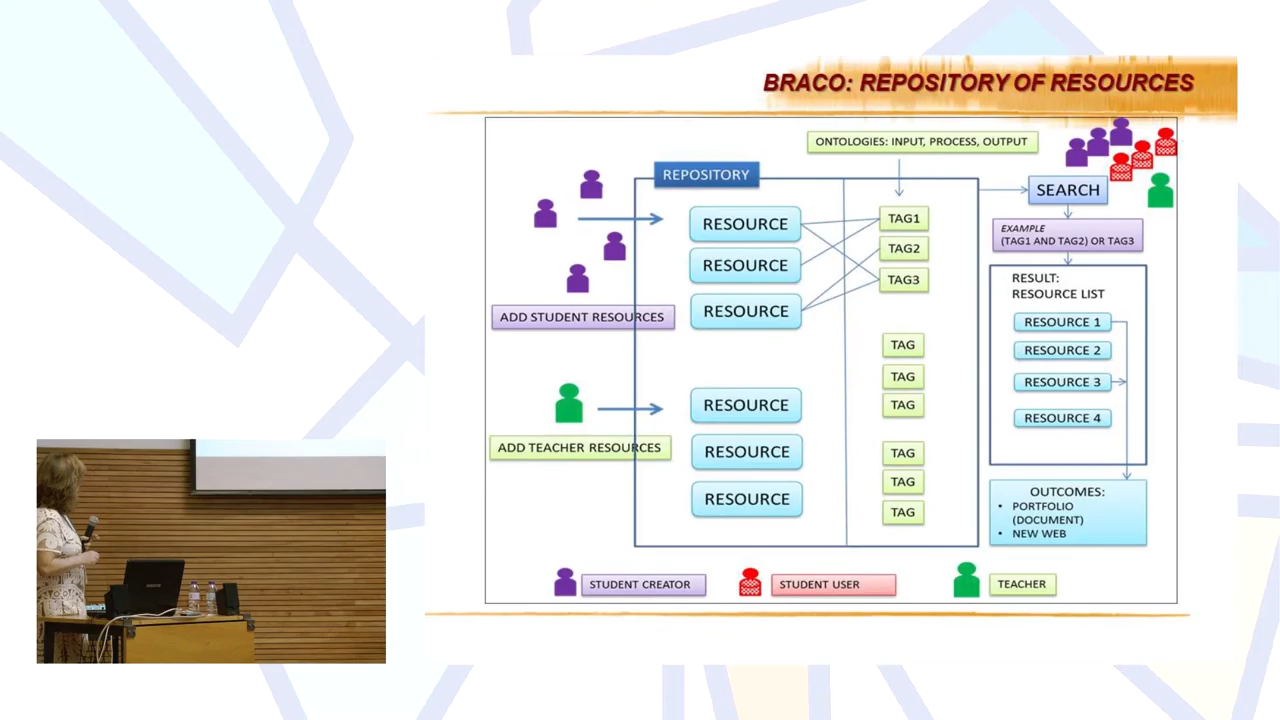 BRACO: REPOSITORY OF RESOURCES
ONTOLOGIES: INPUT, PROCESS, OUTPUT
REPOSITORY
SEARCH
RESOURCE
TAG1
EXAMPLE
(TAG1 AND TAG2) OR TAG3
TAG2
RESOURCE
TAG3
RESULT:
RESOURCE LIST
RESOURCE
ADD STUDENT RESOURCES
RESOURCE 1
TAG
RESOURCE 2
TAG
RESOURCE 3
RESOURCE
TAG
RESOURCE 4
ADD TEACHER RESOURCES
RESOURCE
TAG
TAG
RESOURCE
TAG
OUTCOMES:
• PORTFOLIO
(DOCUMENT)
• NEW WEB
STUDENT CREATOR
STUDENT USER
TEACHER